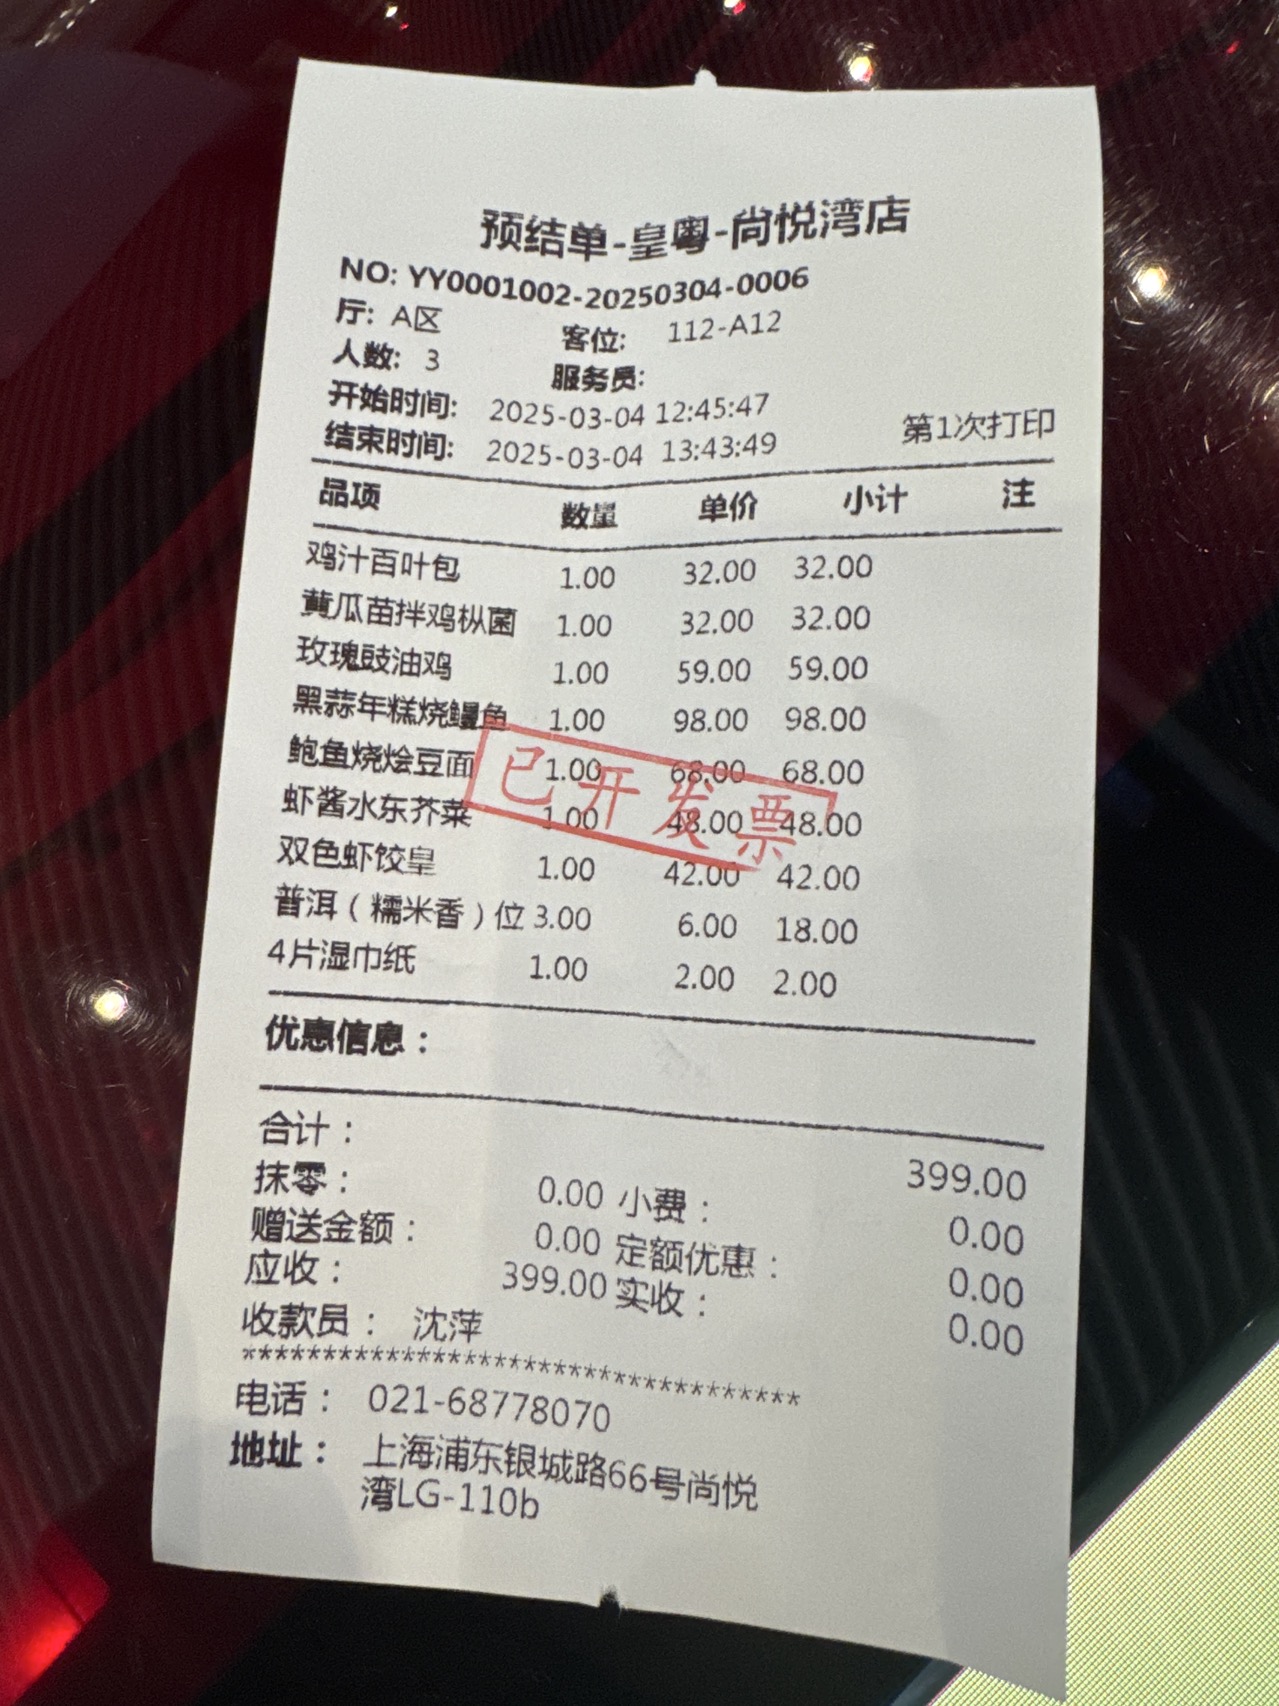 预结单-皇粤-尚悦湾店
NO: YY0001002-20250304-0006
厅: A区 客位: 112-A12
人数: 3 服务员:
开始时间: 2025-03-04 12:45:47
结束时间: 2025-03-04 13:43:49 第1次打印
品项 数量 单价 小计 注
鸡汁百叶包 1.00 32.00 32.00
黄瓜苗拌鸡枞菌 1.00 32.00 32.00
玫瑰豉油鸡 1.00 59.00 59.00
黑蒜年糕烧鳗鱼 1.00 98.00 98.00
鲍鱼烧烩豆面 1.00 68.00 68.00
已开发票
虾酱水东芥菜 1.00 48.00 48.00
双色虾饺皇 1.00 42.00 42.00
普洱（糯米香）位 3.00 6.00 18.00
4片湿巾纸 1.00 2.00 2.00
优惠信息：
合计： 399.00
抹零： 0.00 小费： 0.00
赠送金额： 0.00 定额优惠： 0.00
应收： 399.00 实收： 0.00
收款员： 沈萍
***********************************
电话： 021-68778070
地址： 上海浦东银城路66号尚悦
湾LG-110b